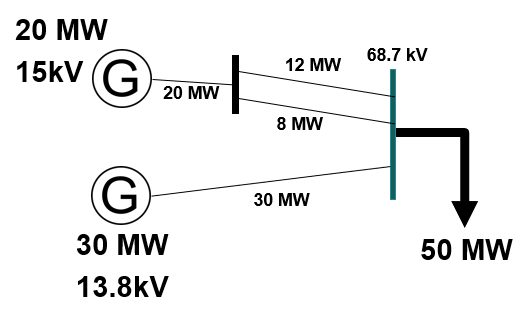 20 MW
15kV
G
20 MW
12 MW
8 MW
68.7 kV
G
30 MW
30 MW
13.8kV
50 MW